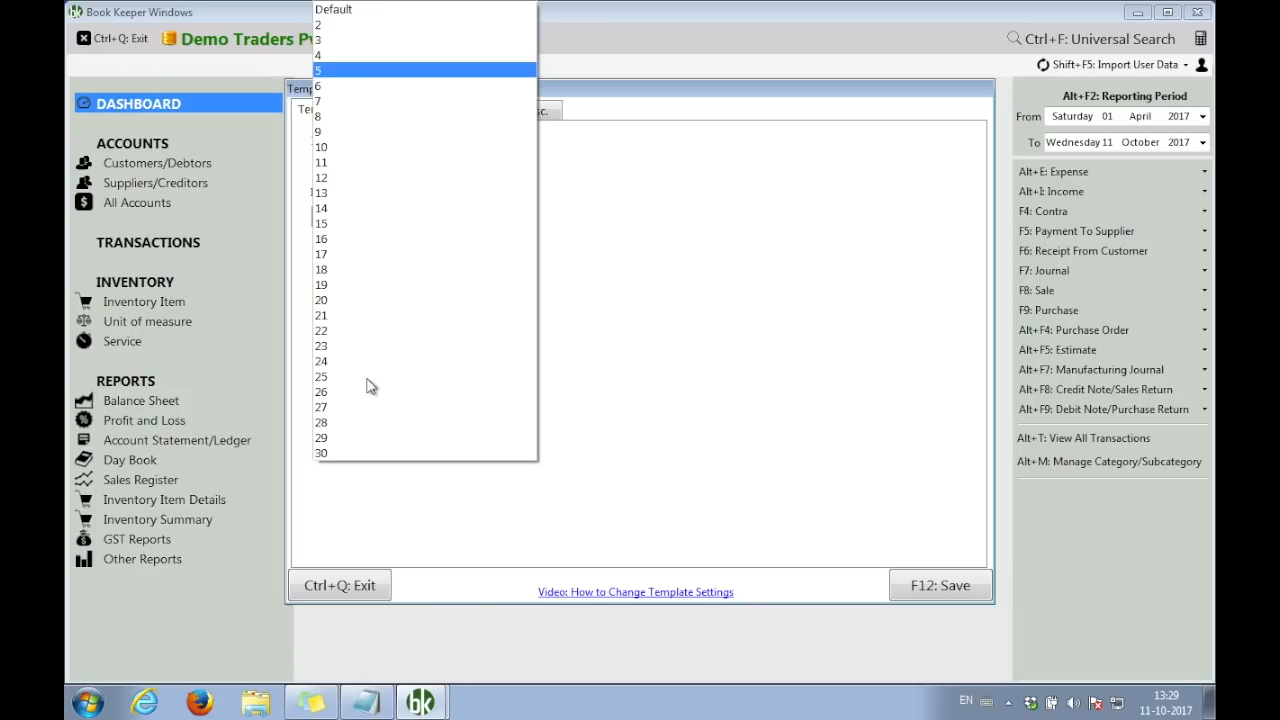 Book Keeper Windows
Ctrl+Q: Exit
Demo Traders Pv
Ctrl+F: Universal Search
Shift+F5: Import User Data
DASHBOARD
ACCOUNTS
Customers/Debtors
Suppliers/Creditors
All Accounts
TRANSACTIONS
INVENTORY
Inventory Item
Unit of measure
Service
REPORTS
Balance Sheet
Profit and Loss
Account Statement/Ledger
Day Book
Sales Register
Inventory Item Details
Inventory Summary
GST Reports
Other Reports
Default
2
3
4
5
6
7
8
9
10
11
12
13
14
15
16
17
18
19
20
21
22
23
24
25
26
27
28
29
30
Ctrl+Q: Exit
Video: How to Change Template Settings
F12: Save
Alt+F2: Reporting Period
From Saturday 01 April 2017
To Wednesday 11 October 2017
Alt+E: Expense
Alt+I: Income
F4: Contra
F5: Payment To Supplier
F6: Receipt From Customer
F7: Journal
F8: Sale
F9: Purchase
Alt+F4: Purchase Order
Alt+F5: Estimate
Alt+F7: Manufacturing Journal
Alt+F8: Credit Note/Sales Return
Alt+F9: Debit Note/Purchase Return
Alt+T: View All Transactions
Alt+M: Manage Category/Subcategory
bk
EN
13:29
11-10-2017